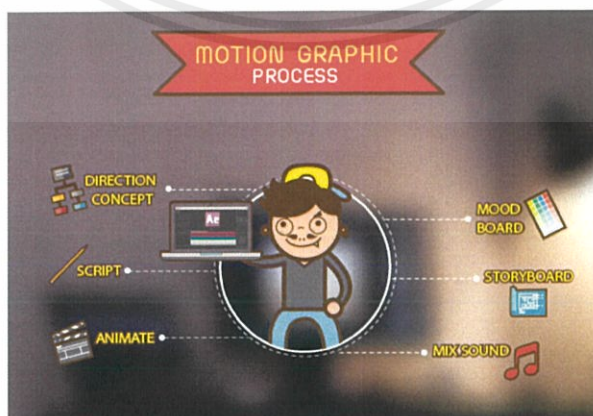 MOTION GRAPHIC
PROCESS
DIRECTION
CONCEPT
Ae
SCRIPT
ANIMATE
MOOD
BOARD
STORYBOARD
MIX SOUND